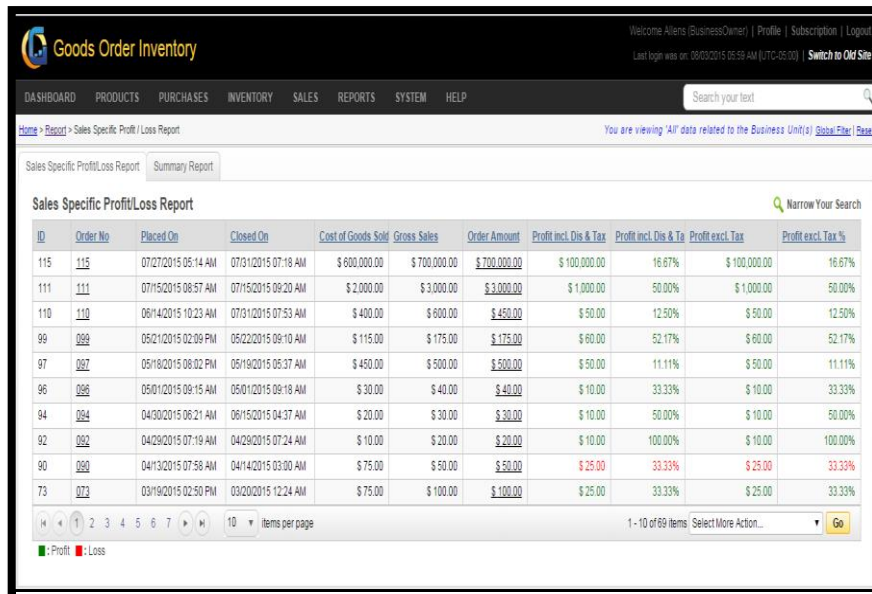 Welcome Allens (BusinessOwner) | Profile | Subscription | Logout
Goods Order Inventory
Last login was on: 08/03/2015 05:59 AM (UTC-05:00) | Switch to Old Site
DASHBOARD PRODUCTS PURCHASES INVENTORY SALES REPORTS SYSTEM HELP Search your text
Home > Report > Sales Specific Profit / Loss Report You are viewing 'All' data related to the Business Unit(s) Global Filter | Rese
Sales Specific Profit/Loss Report Summary Report
Sales Specific Profit/Loss Report Narrow Your Search
ID Order No Placed On Closed On Cost of Goods Sold Gross Sales Order Amount Profit incl. Dis & Tax Profit incl. Dis & Ta Profit excl. Tax Profit excl. Tax %
115 115 07/27/2015 05:14 AM 07/31/2015 07:18 AM $ 600,000.00 $ 700,000.00 $ 700,000.00 $ 100,000.00 16.67% $ 100,000.00 16.67%
111 111 07/15/2015 08:57 AM 07/15/2015 09:20 AM $ 2,000.00 $ 3,000.00 $ 3,000.00 $ 1,000.00 50.00% $ 1,000.00 50.00%
110 110 06/14/2015 10:23 AM 07/31/2015 07:53 AM $ 400.00 $ 600.00 $ 450.00 $ 50.00 12.50% $ 50.00 12.50%
99 099 05/21/2015 02:09 PM 05/22/2015 09:10 AM $ 115.00 $ 175.00 $ 175.00 $ 60.00 52.17% $ 60.00 52.17%
97 097 05/18/2015 08:02 PM 05/19/2015 05:37 AM $ 450.00 $ 500.00 $ 500.00 $ 50.00 11.11% $ 50.00 11.11%
96 096 05/01/2015 09:15 AM 05/01/2015 09:18 AM $ 30.00 $ 40.00 $ 40.00 $ 10.00 33.33% $ 10.00 33.33%
94 094 04/30/2015 06:21 AM 06/15/2015 04:37 AM $ 20.00 $ 30.00 $ 30.00 $ 10.00 50.00% $ 10.00 50.00%
92 092 04/29/2015 07:19 AM 04/29/2015 07:24 AM $ 10.00 $ 20.00 $ 20.00 $ 10.00 100.00% $ 10.00 100.00%
90 090 04/13/2015 07:58 AM 04/14/2015 03:00 AM $ 75.00 $ 50.00 $ 50.00 $ 25.00 33.33% $ 25.00 33.33%
73 073 03/19/2015 02:50 PM 03/20/2015 12:24 AM $ 75.00 $ 100.00 $ 100.00 $ 25.00 33.33% $ 25.00 33.33%
1 2 3 4 5 6 7 10 items per page 1 - 10 of 69 items Select More Action... Go
: Profit : Loss